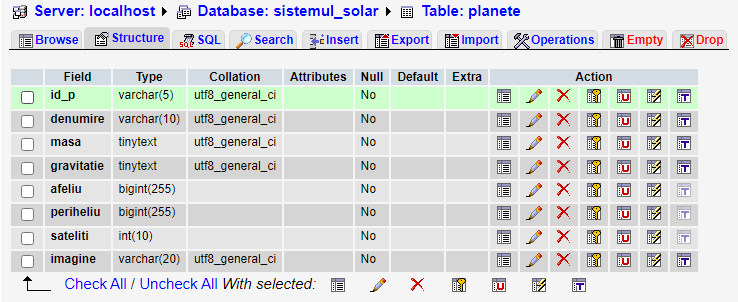 Server: localhost Database: sistemul_solar Table: planete
Browse Structure SQL Search Insert Export Import Operations Empty Drop
Field Type Collation Attributes Null Default Extra Action
id_p varchar(5) utf8_general_ci No
denumire varchar(10) utf8_general_ci No
masa tinytext utf8_general_ci No
gravitatie tinytext utf8_general_ci No
afeliu bigint(255) No
periheliu bigint(255) No
sateliti int(10) No
imagine varchar(20) utf8_general_ci No
Check All / Uncheck All With selected: